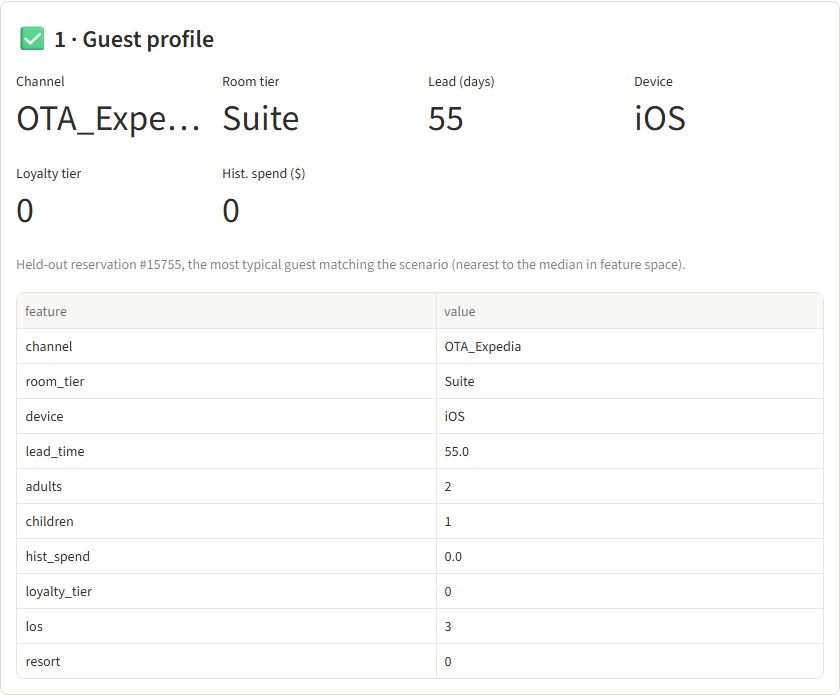 ✅ 1 · Guest profile
Channel Room tier Lead (days) Device
OTA_Expe... Suite 55 iOS
Loyalty tier Hist. spend ($)
0 0
Held-out reservation #15755, the most typical guest matching the scenario (nearest to the median in feature space).
feature value
channel OTA_Expedia
room_tier Suite
device iOS
lead_time 55.0
adults 2
children 1
hist_spend 0.0
loyalty_tier 0
los 3
resort 0